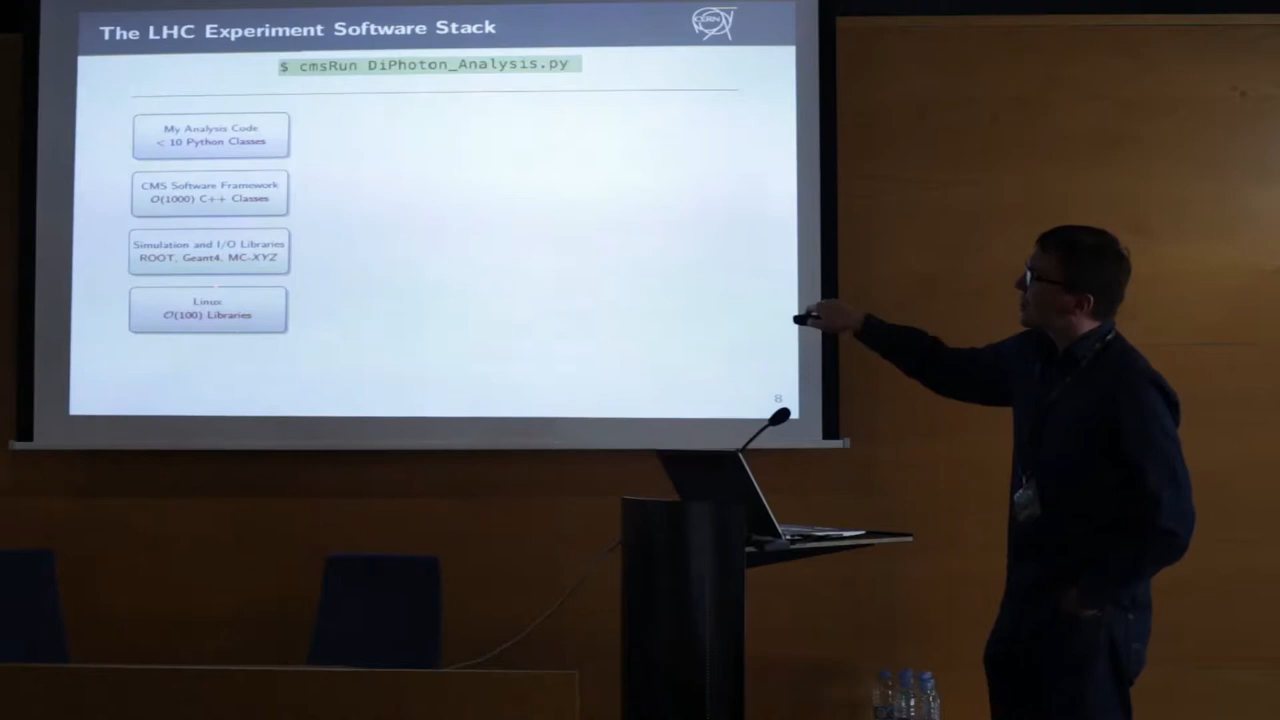 The LHC Experiment Software Stack
CERN
$ cmsRun DiPhoton_Analysis.py
My Analysis Code
< 10 Python Classes
CMS Software Framework
O(1000) C++ Classes
Simulation and I/O Libraries
ROOT, Geant4, MC-XYZ
Linux
O(100) Libraries
8